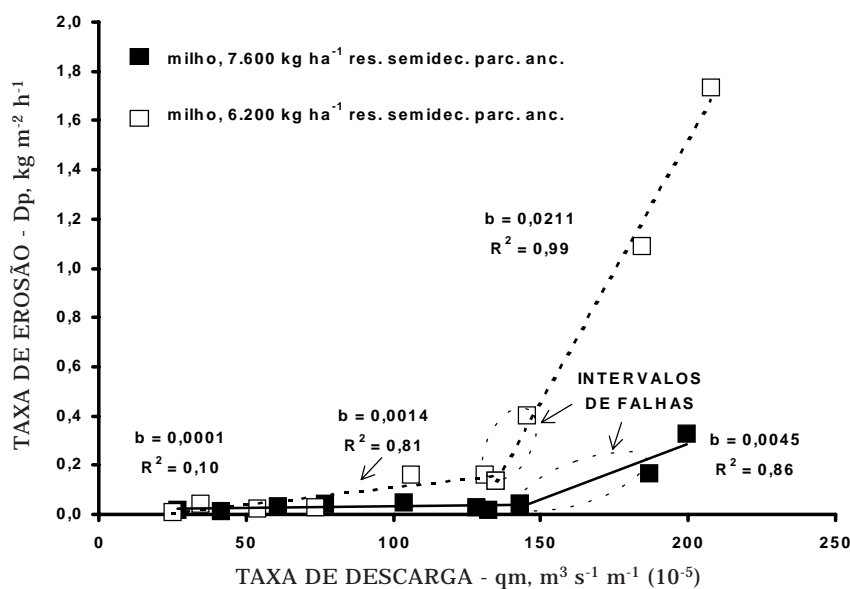 2,0
1,8
1,6
1,4
1,2
1,0
0,8
0,6
0,4
0,2
0,0
TAXA DE EROSÃO - Dp, kg m⁻² h⁻¹
milho, 7.600 kg ha⁻¹ res. semidec. parc. anc.
milho, 6.200 kg ha⁻¹ res. semidec. parc. anc.
b = 0,0211
R² = 0,99
INTERVALOS
DE FALHAS
b = 0,0001
R² = 0,10
b = 0,0014
R² = 0,81
b = 0,0045
R² = 0,86
0 50 100 150 200 250
TAXA DE DESCARGA - qm, m³ s⁻¹ m⁻¹ (10⁻⁵)